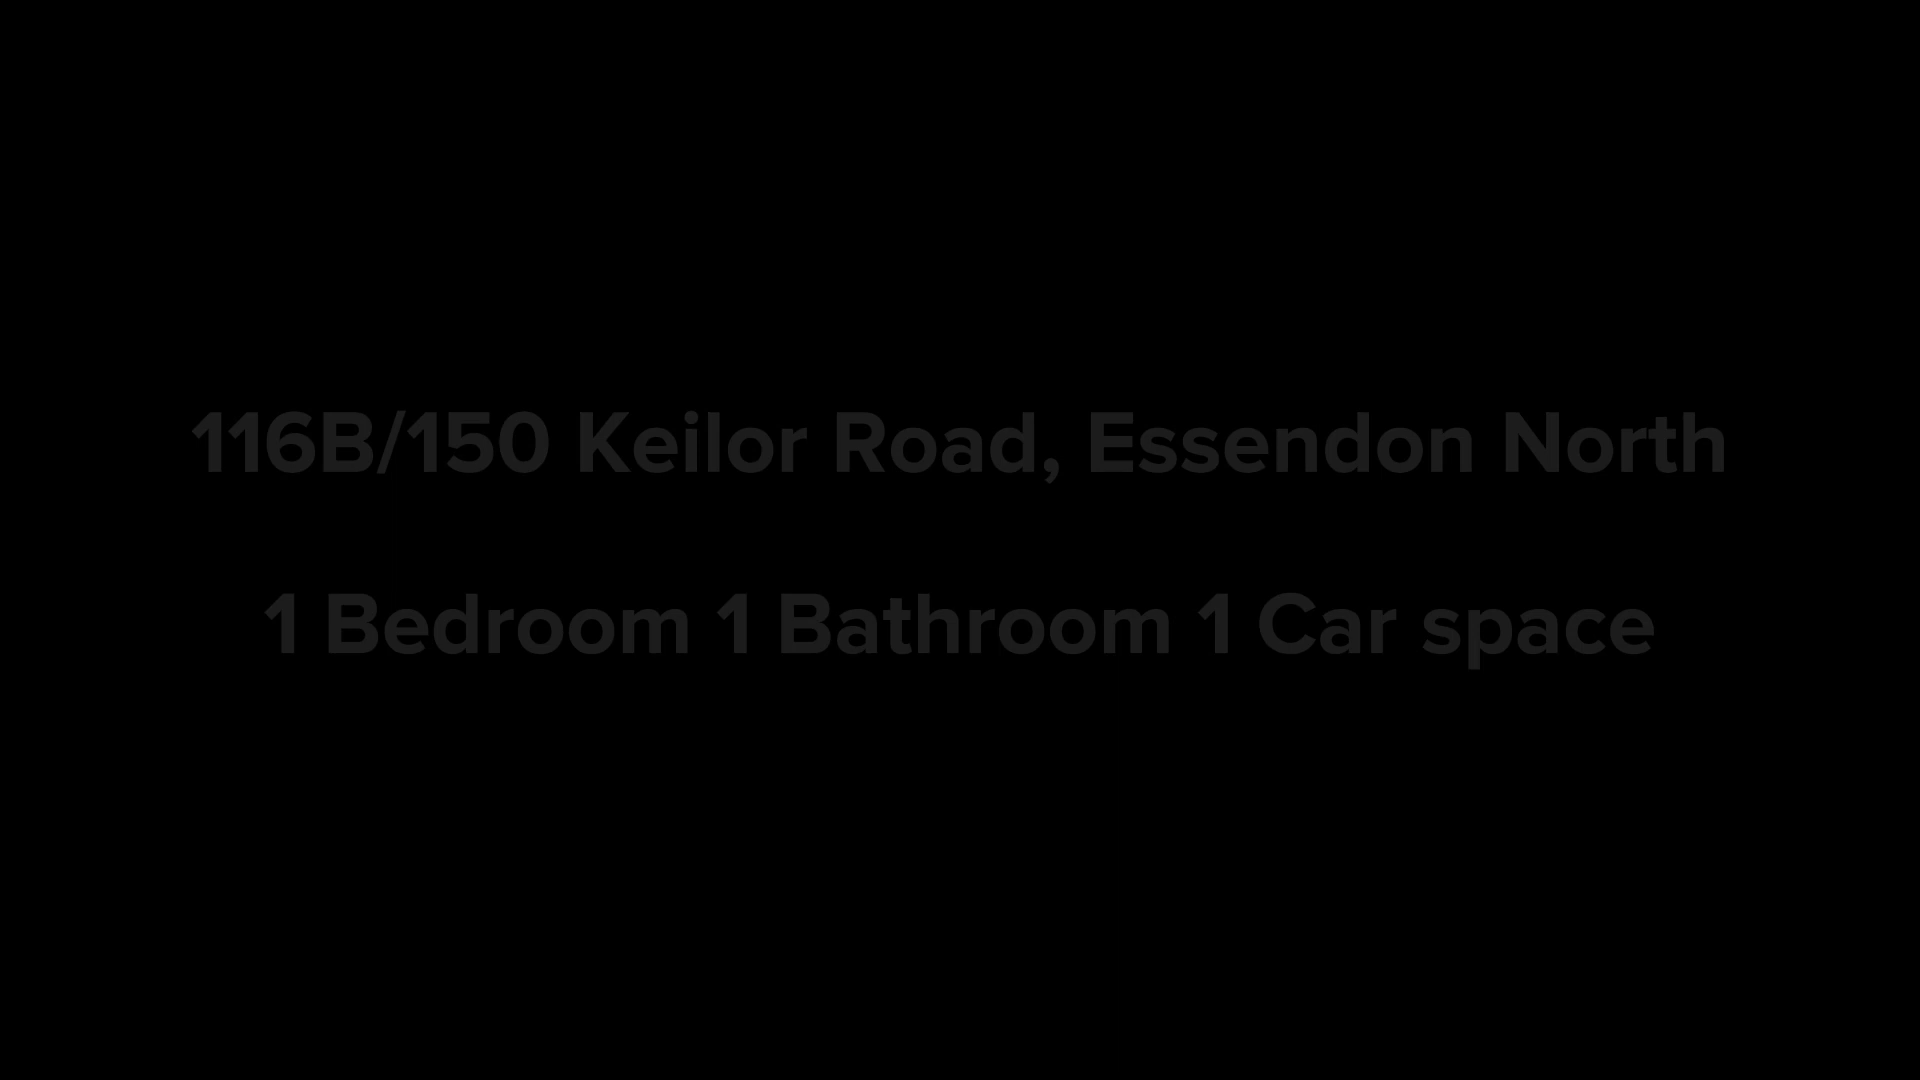 116B/150 Keilor Road, Essendon North
1 Bedroom 1 Bathroom 1 Car space